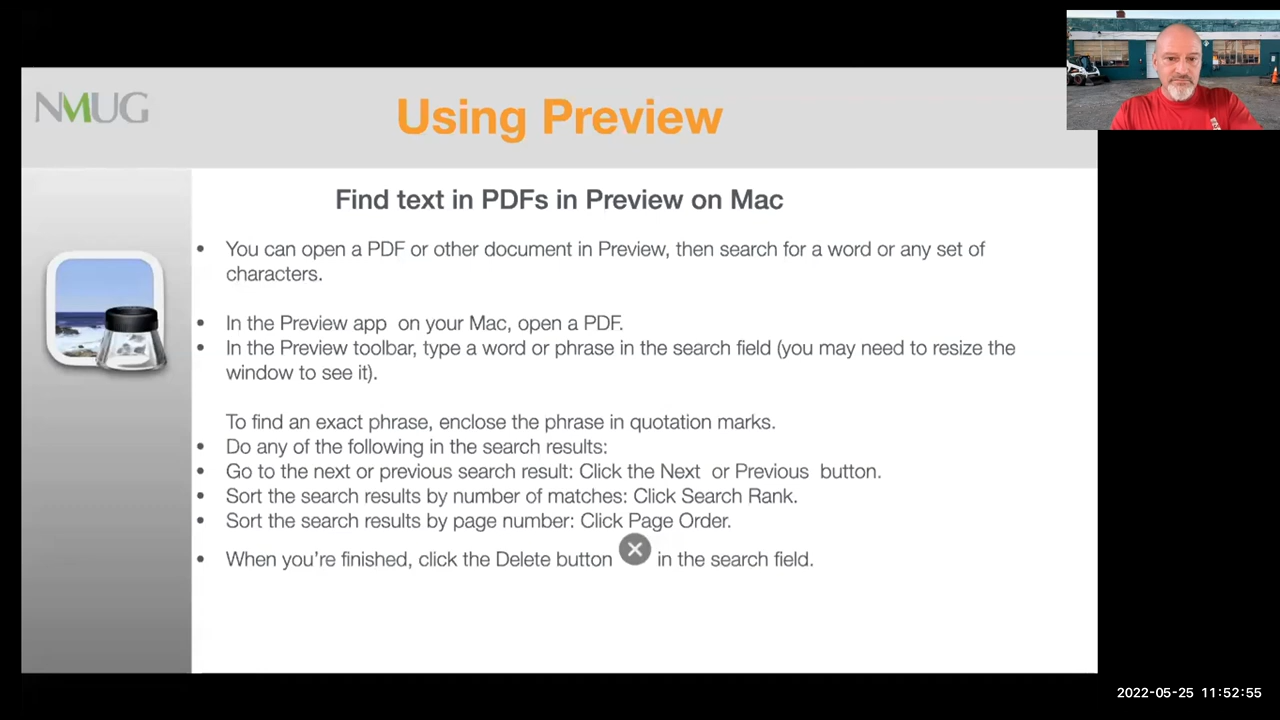 NMUG
Using Preview
Find text in PDFs in Preview on Mac
• You can open a PDF or other document in Preview, then search for a word or any set of
characters.
• In the Preview app on your Mac, open a PDF.
• In the Preview toolbar, type a word or phrase in the search field (you may need to resize the
window to see it).
To find an exact phrase, enclose the phrase in quotation marks.
• Do any of the following in the search results:
• Go to the next or previous search result: Click the Next or Previous button.
• Sort the search results by number of matches: Click Search Rank.
• Sort the search results by page number: Click Page Order.
• When you’re finished, click the Delete button in the search field.
2022-05-25 11:52:55